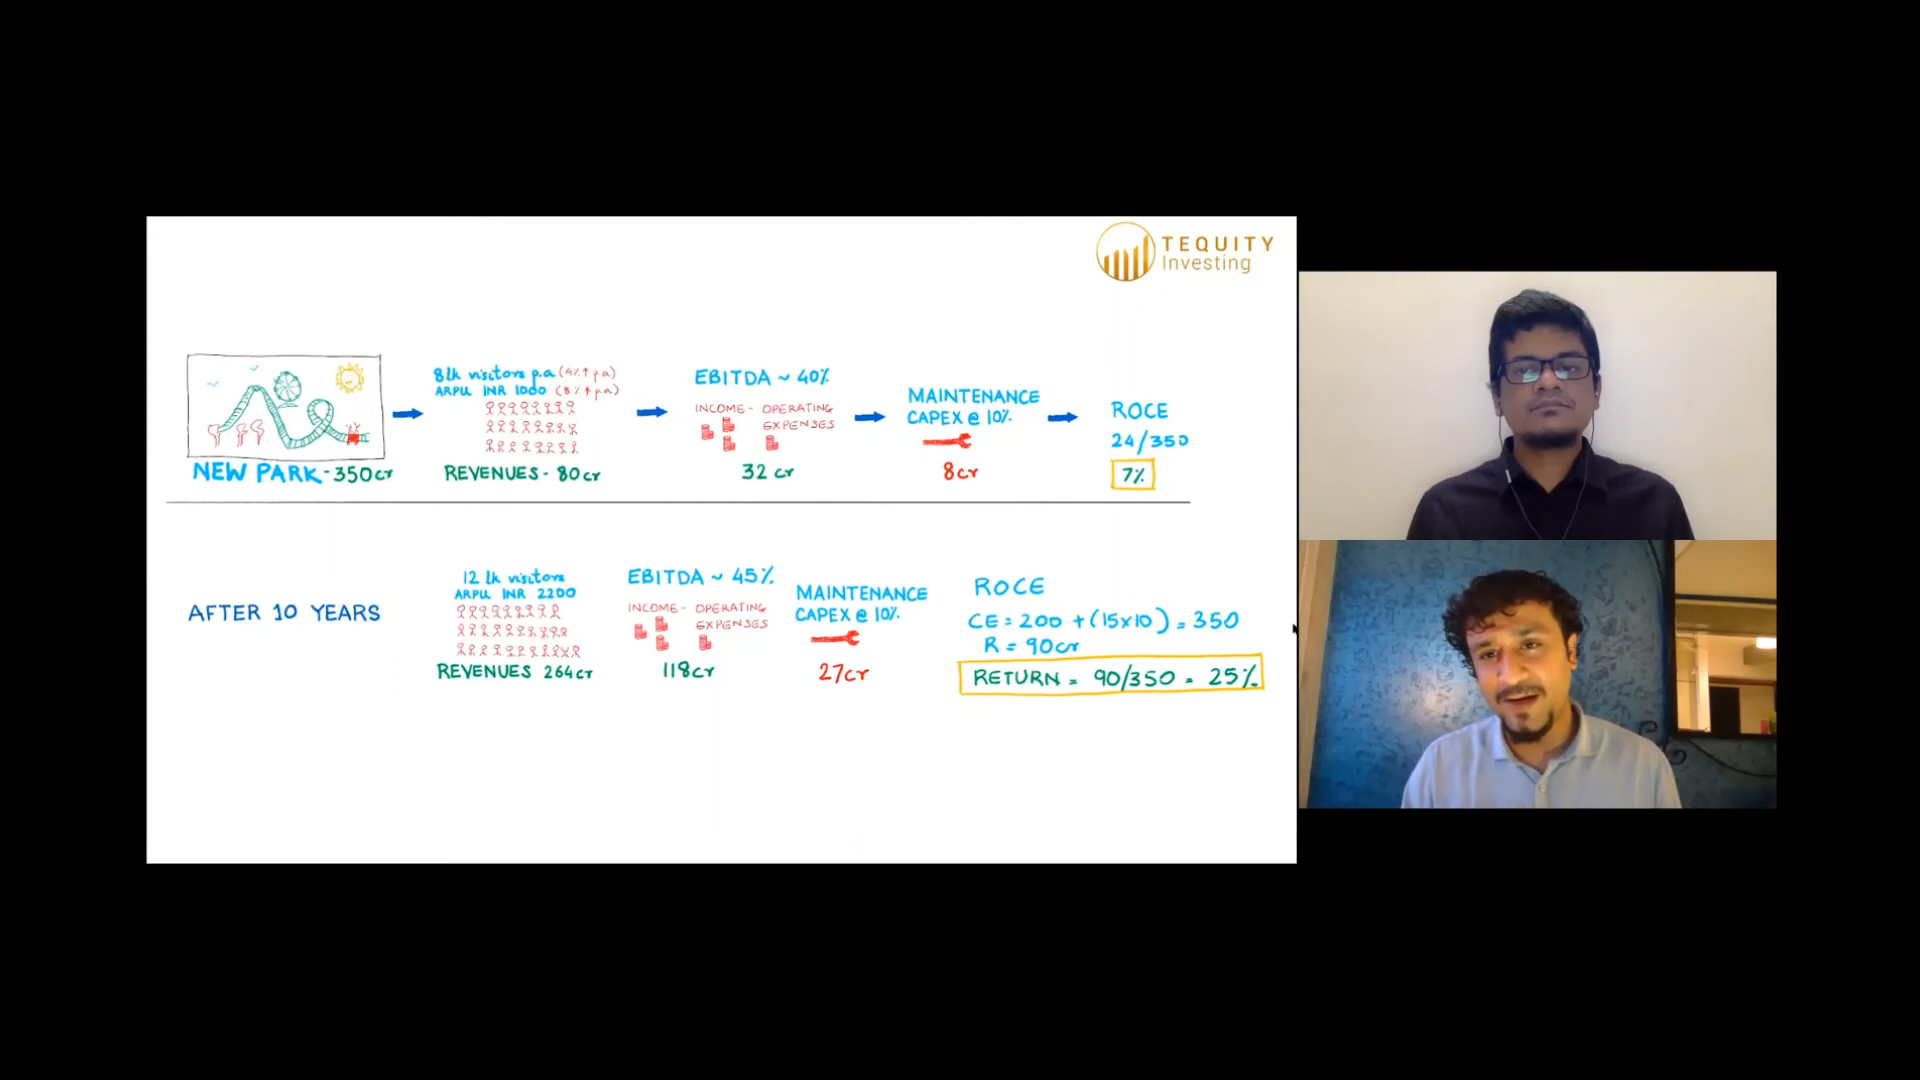 TEQUITY
Investing
8lk visitors p.a (4%↑ p.a)
ARPU INR 1000 (8%↑ p.a)
REVENUES - 80cr
NEW PARK - 350cr
EBITDA ~ 40%
INCOME - OPERATING
EXPENSES
32 cr
MAINTENANCE
CAPEX @ 10%
8cr
ROCE
24/350
7%
AFTER 10 YEARS
12 lk visitors
ARPU INR 2200
REVENUES 264cr
EBITDA ~ 45%
INCOME - OPERATING
EXPENSES
118cr
MAINTENANCE
CAPEX @ 10%
27cr
ROCE
CE = 200 + (15x10) = 350
R = 90cr
RETURN = 90/350 = 25%